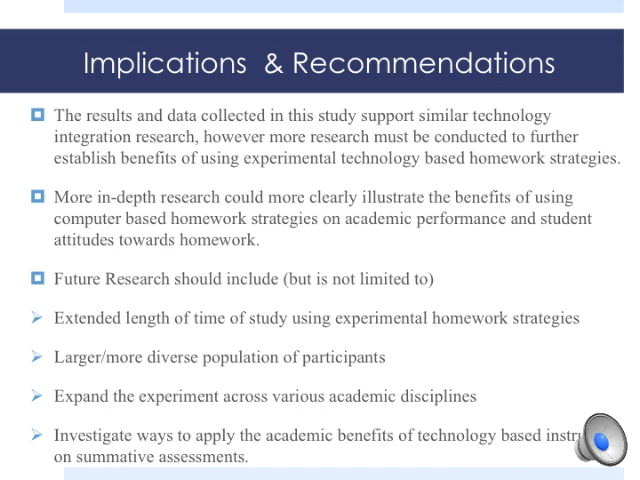 Implications & Recommendations
The results and data collected in this study support similar technology
integration research, however more research must be conducted to further
establish benefits of using experimental technology based homework strategies.
More in-depth research could more clearly illustrate the benefits of using
computer based homework strategies on academic performance and student
attitudes towards homework.
Future Research should include (but is not limited to)
Extended length of time of study using experimental homework strategies
Larger/more diverse population of participants
Expand the experiment across various academic disciplines
Investigate ways to apply the academic benefits of technology based
on summative assessments.